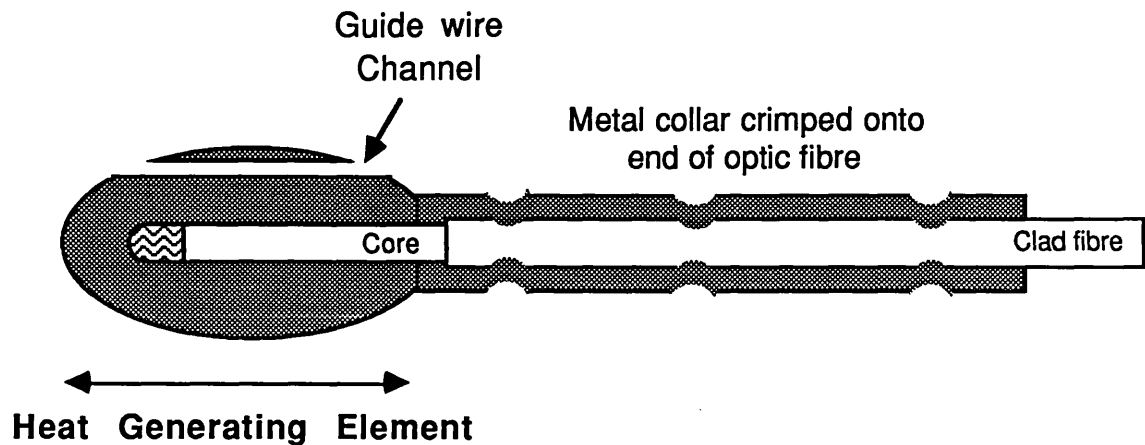 Guide wire
Channel
Metal collar crimped onto
end of optic fibre
Core
Clad fibre
Heat Generating Element